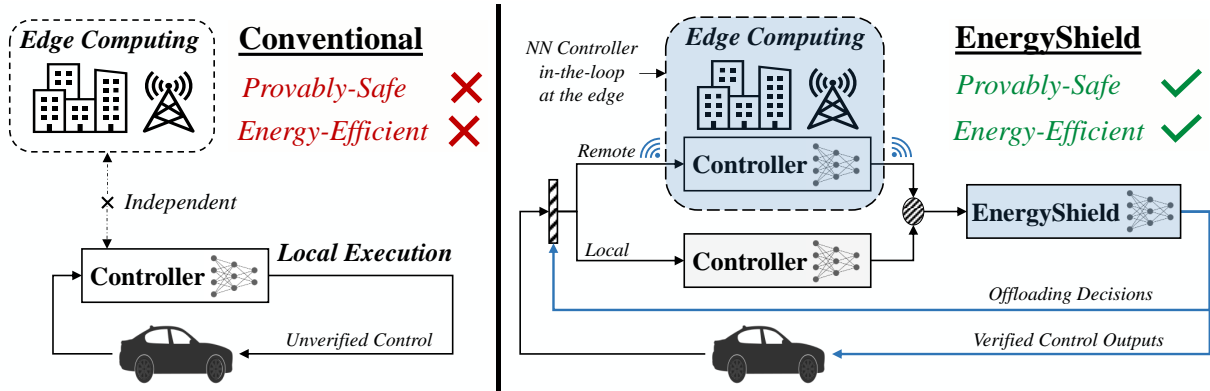 Edge Computing
Conventional
Provably-Safe
Energy-Efficient
Independent
Local Execution
Controller
Unverified Control
NN Controller
in-the-loop
at the edge
Edge Computing
EnergyShield
Provably-Safe
Energy-Efficient
Remote
Controller
EnergyShield
Local
Controller
Offloading Decisions
Verified Control Outputs